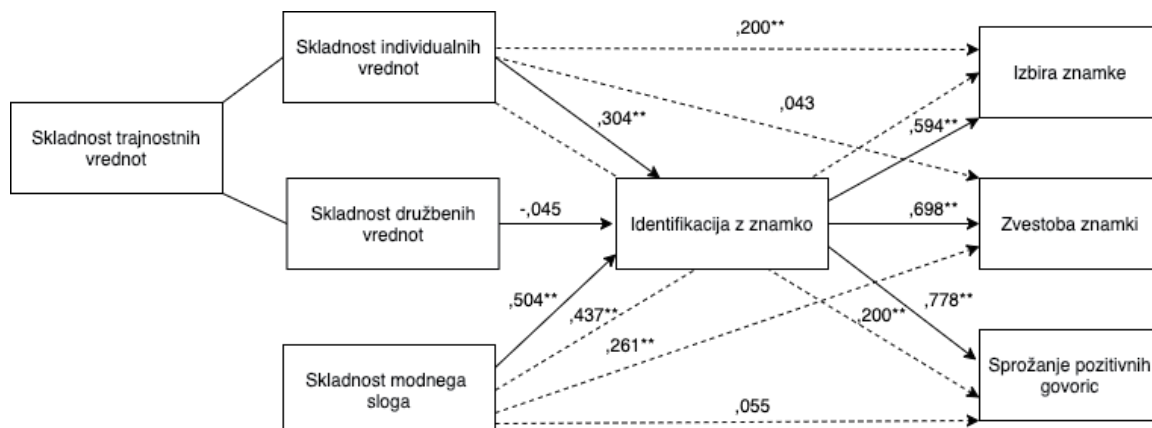 Skladnost individualnih
vrednot
,200**
Izbira znamke
,043
,304**
,594**
Skladnost trajnostnih
vrednot
Skladnost družbenih
vrednot
-,045
Identifikacija z znamko
,698**
Zvestoba znamki
,504**
,437**
,261**
,200**
,778**
Skladnost modnega
sloga
,055
Sprožanje pozitivnih
govoric